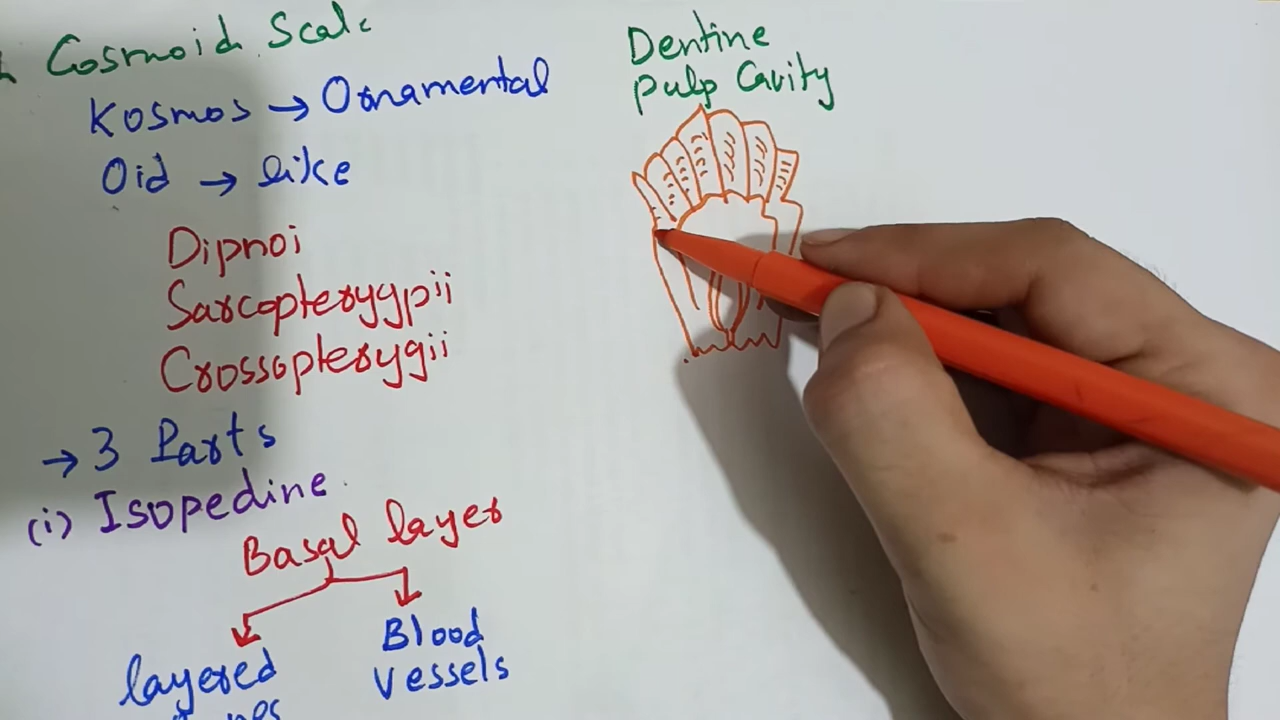 Cosmoid Scale
Kosmos → Ornamental
Oid → like
Dipnoi
Sarcopterygpii
Crossopterygii
→ 3 Parts
(i) Isopedine
Basal layer
layered
Blood
vessels
Dentine
pulp Cavity